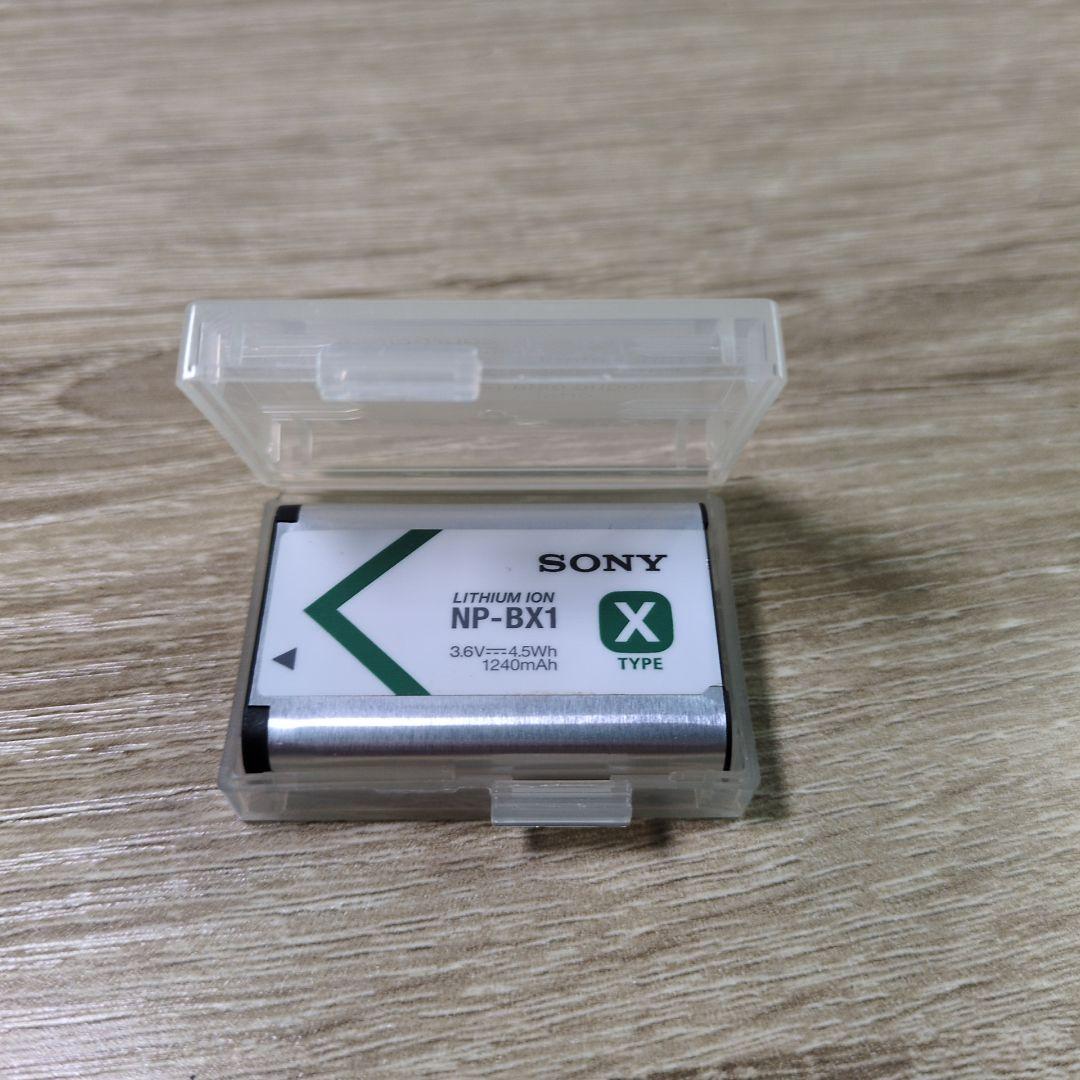 SONY
LITHIUM ION
NP-BX1
X
TYPE
3.6V⎓4.5Wh
1240mAh